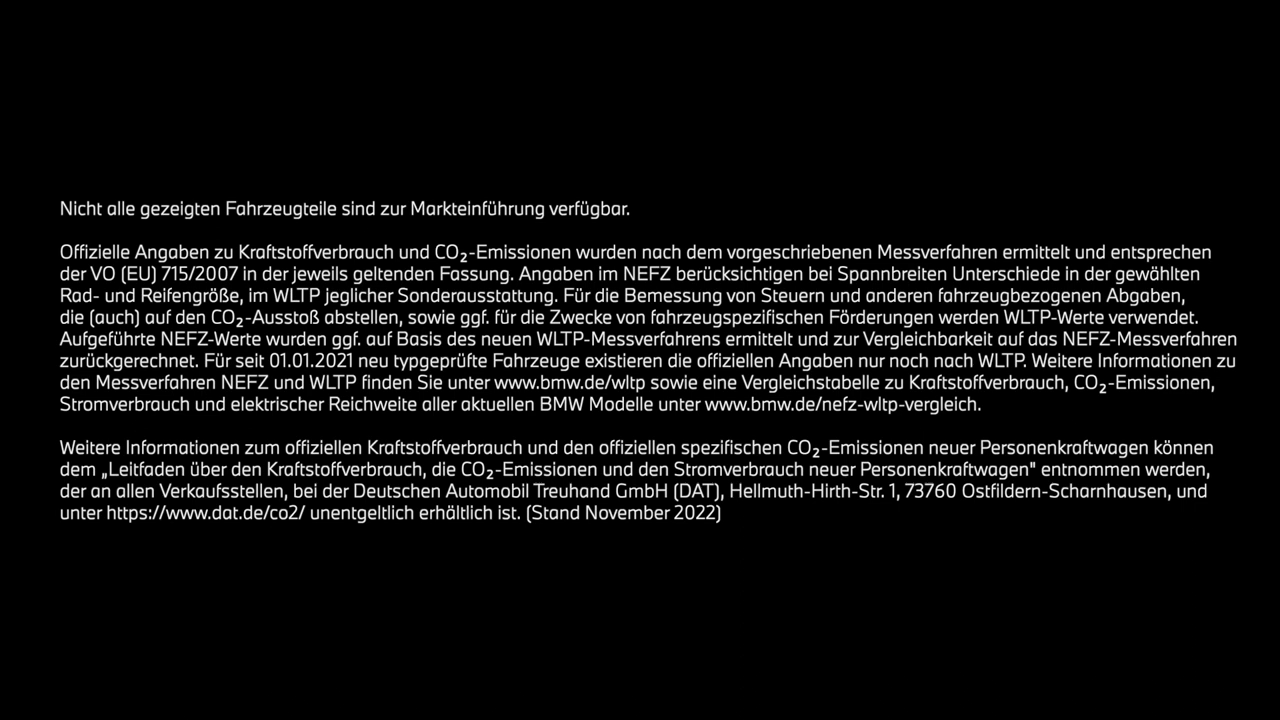 Nicht alle gezeigten Fahrzeugteile sind zur Markteinführung verfügbar.
Offizielle Angaben zu Kraftstoffverbrauch und CO₂-Emissionen wurden nach dem vorgeschriebenen Messverfahren ermittelt und entsprechen
der VO (EU) 715/2007 in der jeweils geltenden Fassung. Angaben im NEFZ berücksichtigen bei Spannbreiten Unterschiede in der gewählten
Rad- und Reifengröße, im WLTP jeglicher Sonderausstattung. Für die Bemessung von Steuern und anderen fahrzeugbezogenen Abgaben,
die (auch) auf den CO₂-Ausstoß abstellen, sowie ggf. für die Zwecke von fahrzeugspezifischen Förderungen werden WLTP-Werte verwendet.
Aufgeführte NEFZ-Werte wurden ggf. auf Basis des neuen WLTP-Messverfahrens ermittelt und zur Vergleichbarkeit auf das NEFZ-Messverfahren
zurückgerechnet. Für seit 01.01.2021 neu typgeprüfte Fahrzeuge existieren die offiziellen Angaben nur noch nach WLTP. Weitere Informationen zu
den Messverfahren NEFZ und WLTP finden Sie unter www.bmw.de/wltp sowie eine Vergleichstabelle zu Kraftstoffverbrauch, CO₂-Emissionen,
Stromverbrauch und elektrischer Reichweite aller aktuellen BMW Modelle unter www.bmw.de/nefz-wltp-vergleich.
Weitere Informationen zum offiziellen Kraftstoffverbrauch und den offiziellen spezifischen CO₂-Emissionen neuer Personenkraftwagen können
dem „Leitfaden über den Kraftstoffverbrauch, die CO₂-Emissionen und den Stromverbrauch neuer Personenkraftwagen" entnommen werden,
der an allen Verkaufsstellen, bei der Deutschen Automobil Treuhand GmbH (DAT), Hellmuth-Hirth-Str. 1, 73760 Ostfildern-Scharnhausen, und
unter https://www.dat.de/co2/ unentgeltlich erhältlich ist. (Stand November 2022)